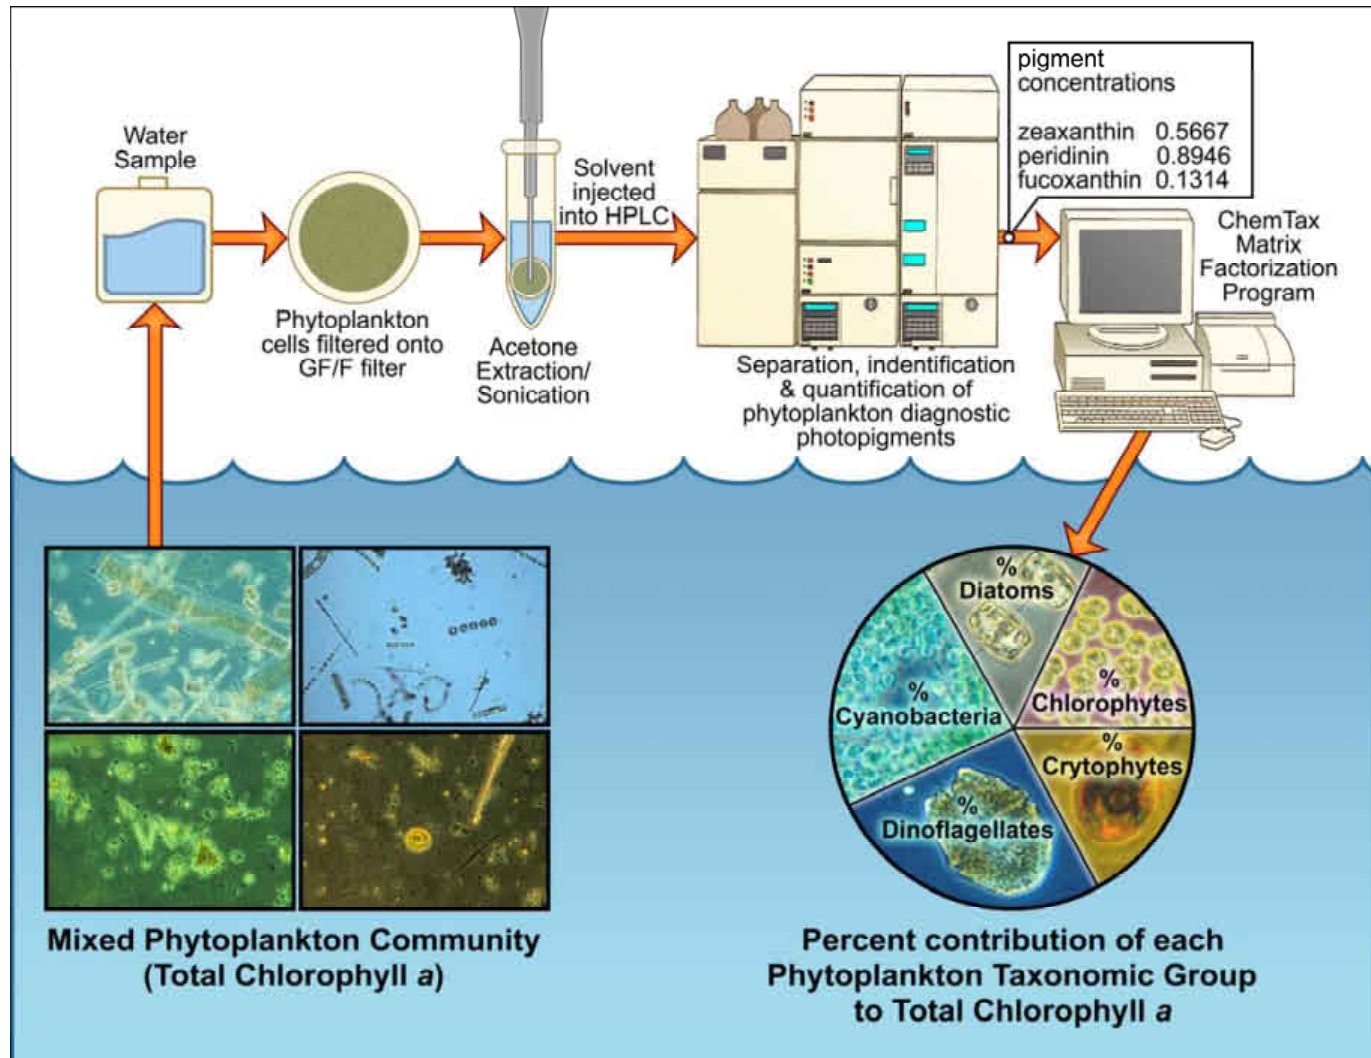 Water
Sample
Phytoplankton
cells filtered onto
GF/F filter
Acetone
Extraction/
Sonication
Solvent
injected
into HPLC
Separation, indentification
& quantification of
phytoplankton diagnostic
photopigments
pigment
concentrations
zeaxanthin 0.5667
peridinin 0.8946
fucoxanthin 0.1314
ChemTax
Matrix
Factorization
Program
%
Diatoms
%
Chlorophytes
%
Cyanobacteria
%
Crytophytes
%
Dinoflagellates
Mixed Phytoplankton Community
(Total Chlorophyll a)
Percent contribution of each
Phytoplankton Taxonomic Group
to Total Chlorophyll a